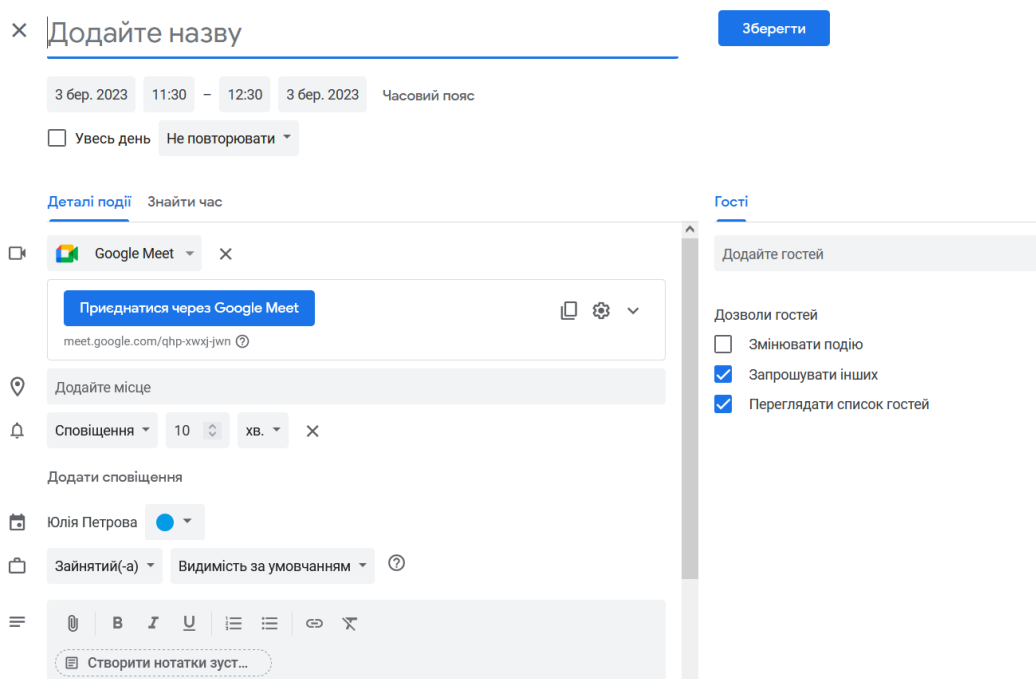 Додайте назву
Зберегти
3 бер. 2023 11:30 – 12:30 3 бер. 2023 Часовий пояс
Увесь день Не повторювати
Деталі події Знайти час
Гості
Google Meet
Додайте гостей
Приєднатися через Google Meet
meet.google.com/qhp-xwxj-jwn
Дозволи гостей
Змінювати подію
Запрошувати інших
Переглядати список гостей
Додайте місце
Сповіщення 10 хв.
Додати сповіщення
Юлія Петрова
Зайнятий(-а) Видимість за умовчанням
B I U
Створити нотатки зуст...